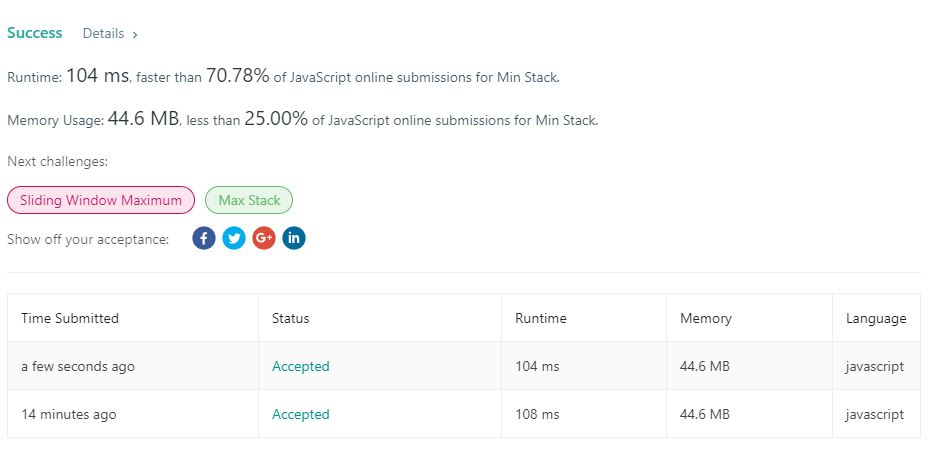 Success Details ›
Runtime: 104 ms, faster than 70.78% of JavaScript online submissions for Min Stack.
Memory Usage: 44.6 MB, less than 25.00% of JavaScript online submissions for Min Stack.
Next challenges:
Sliding Window Maximum Max Stack
Show off your acceptance: f G+ in
Time Submitted Status Runtime Memory Language
a few seconds ago Accepted 104 ms 44.6 MB javascript
14 minutes ago Accepted 108 ms 44.6 MB javascript